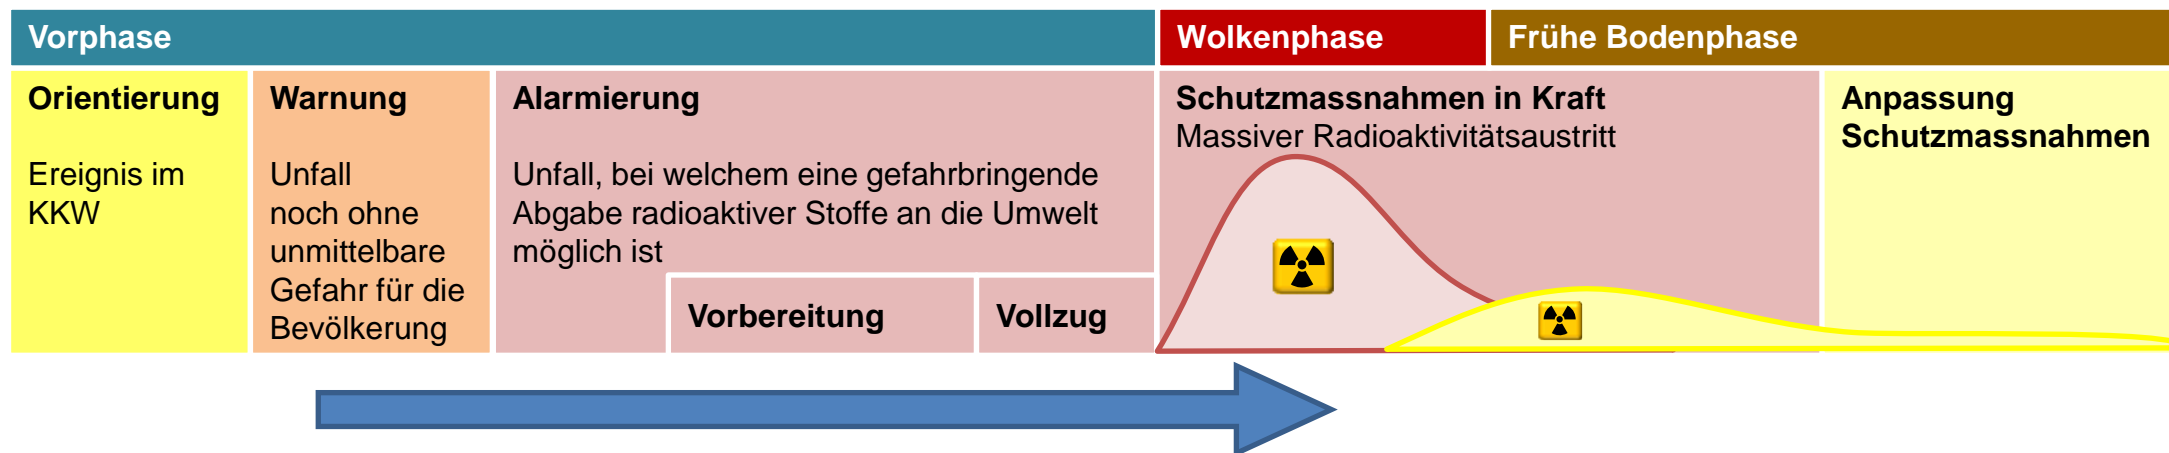 Vorphase
Wolkenphase
Frühe Bodenphase
Orientierung
Ereignis im
KKW
Warnung
Unfall
noch ohne
unmittelbare
Gefahr für die
Bevölkerung
Alarmierung
Unfall, bei welchem eine gefahrbringende
Abgabe radioaktiver Stoffe an die Umwelt
möglich ist
Vorbereitung
Vollzug
Schutzmassnahmen in Kraft
Massiver Radioaktivitätsaustritt
Anpassung
Schutzmassnahmen